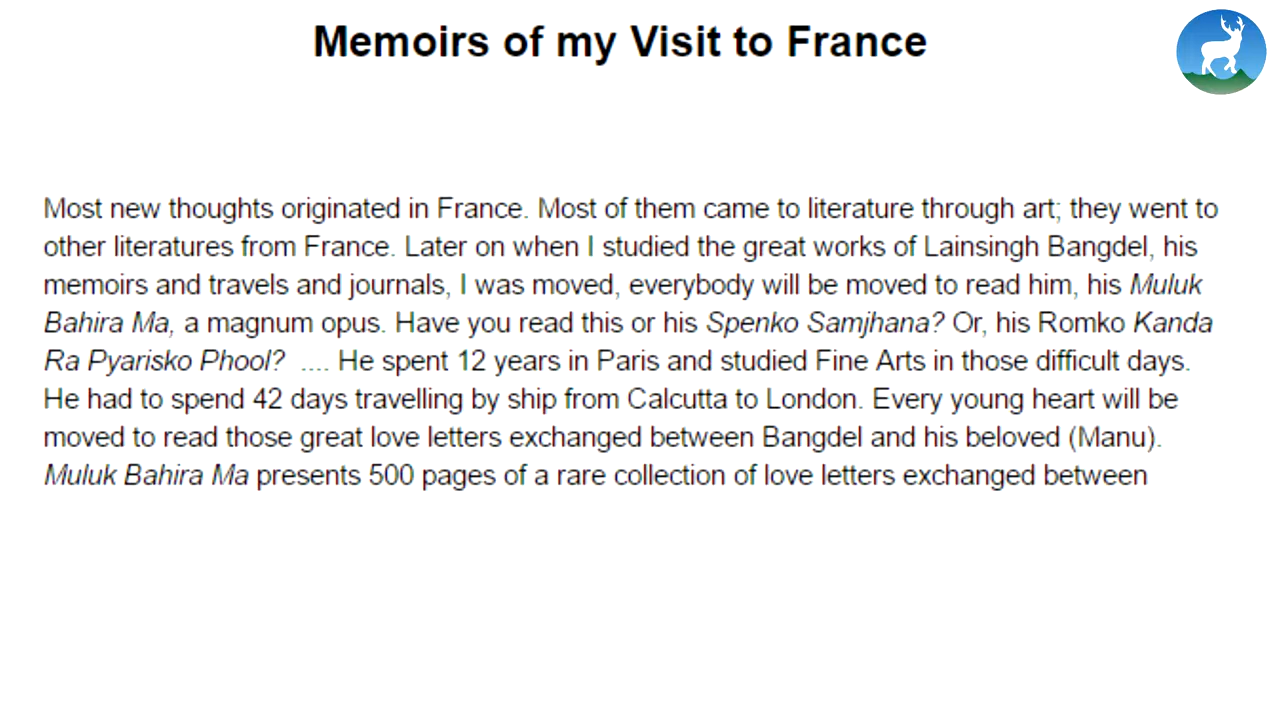 Memoirs of my Visit to France
Most new thoughts originated in France. Most of them came to literature through art; they went to
other literatures from France. Later on when I studied the great works of Lainsingh Bangdel, his
memoirs and travels and journals, I was moved, everybody will be moved to read him, his Muluk
Bahira Ma, a magnum opus. Have you read this or his Spenko Samjhana? Or, his Romko Kanda
Ra Pyarisko Phool? .... He spent 12 years in Paris and studied Fine Arts in those difficult days.
He had to spend 42 days travelling by ship from Calcutta to London. Every young heart will be
moved to read those great love letters exchanged between Bangdel and his beloved (Manu).
Muluk Bahira Ma presents 500 pages of a rare collection of love letters exchanged between